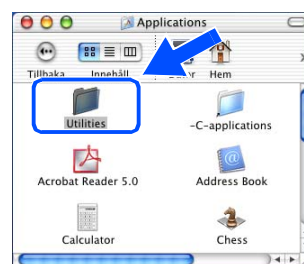 Applications
Tillbaka Innehåll Hem
Utilities
-C-applications
Acrobat Reader 5.0
Address Book
Calculator
Chess